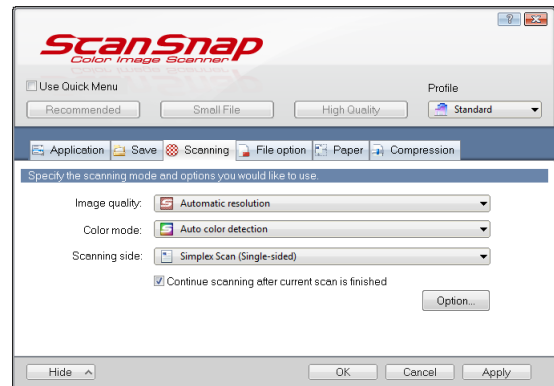 ScanSnap
Color Image Scanner
Use Quick Menu
Profile
Recommended Small File High Quality Standard
Application Save Scanning File option Paper Compression
Specify the scanning mode and options you would like to use.
Image quality: Automatic resolution
Color mode: Auto color detection
Scanning side: Simplex Scan (Single-sided)
Continue scanning after current scan is finished
Option...
Hide OK Cancel Apply